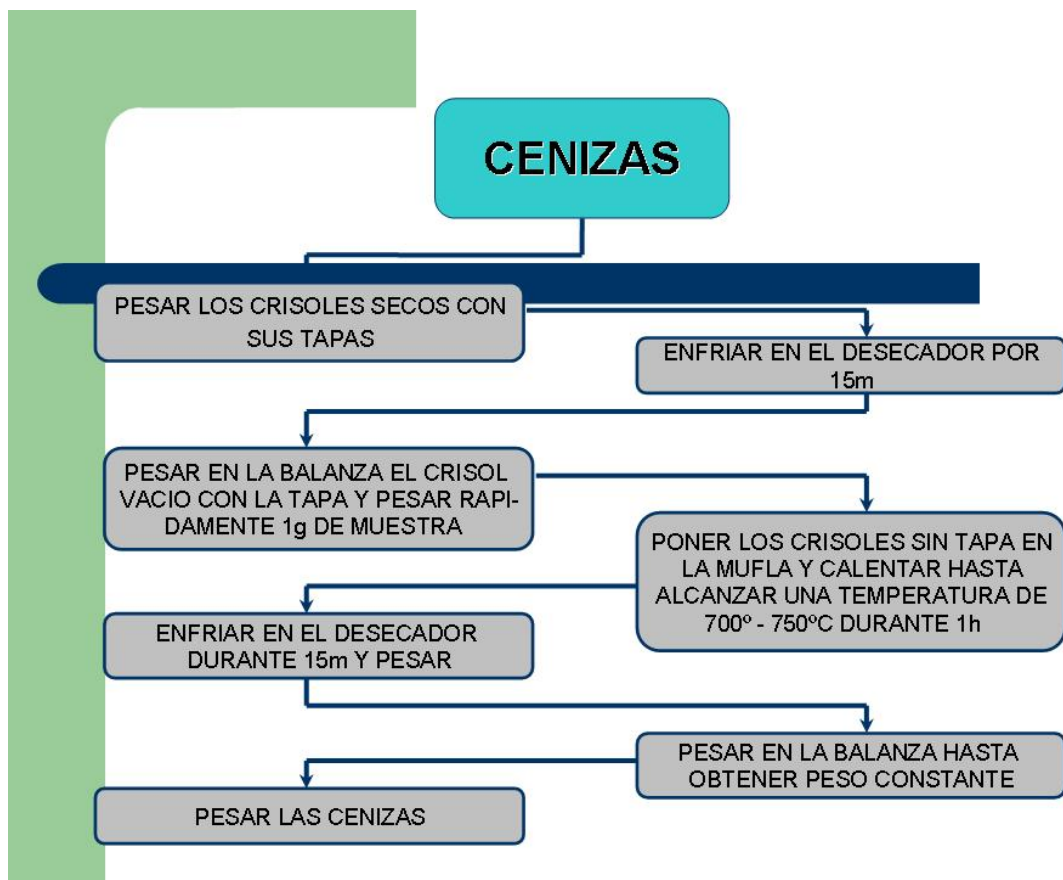 CENIZAS
PESAR LOS CRISOLES SECOS CON
SUS TAPAS
ENFRIAR EN EL DESECADOR POR
15m
PESAR EN LA BALANZA EL CRISOL
VACIO CON LA TAPA Y PESAR RAPI-
DAMENTE 1g DE MUESTRA
PONER LOS CRISOLES SIN TAPA EN
LA MUFLA Y CALENTAR HASTA
ALCANZAR UNA TEMPERATURA DE
700º - 750ºC DURANTE 1h
ENFRIAR EN EL DESECADOR
DURANTE 15m Y PESAR
PESAR EN LA BALANZA HASTA
OBTENER PESO CONSTANTE
PESAR LAS CENIZAS